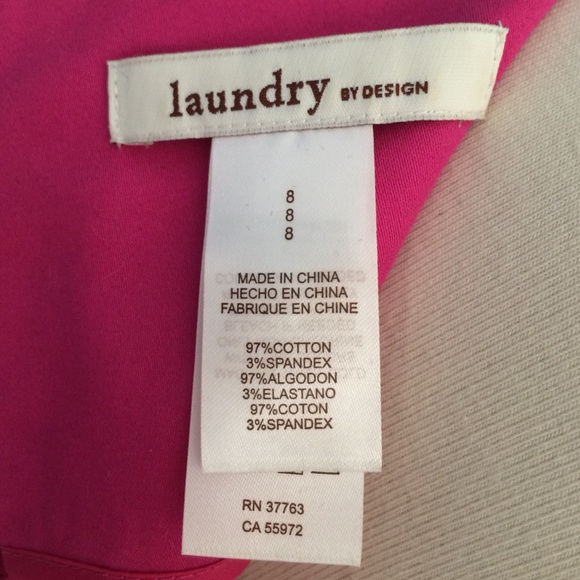 laundry BY DESIGN
8
8
8
MADE IN CHINA
HECHO EN CHINA
FABRIQUE EN CHINE
97%COTTON
3%SPANDEX
97%ALGODON
3%ELASTANO
97%COTON
3%SPANDEX
RN 37763
CA 55972